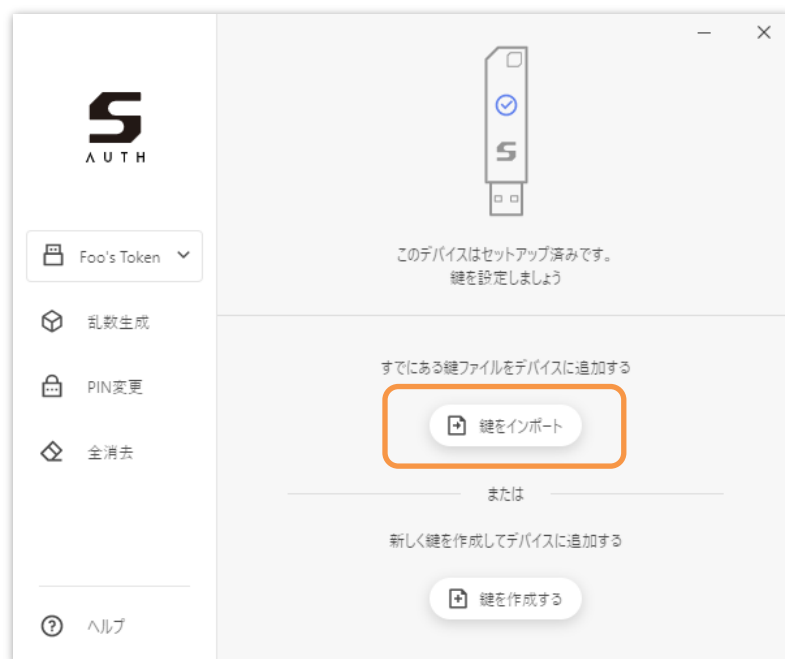 AUTH
Foo's Token
乱数生成
PIN変更
全消去
ヘルプ
このデバイスはセットアップ済みです。
鍵を設定しましょう
すでにある鍵ファイルをデバイスに追加する
鍵をインポート
または
新しく鍵を作成してデバイスに追加する
鍵を作成する